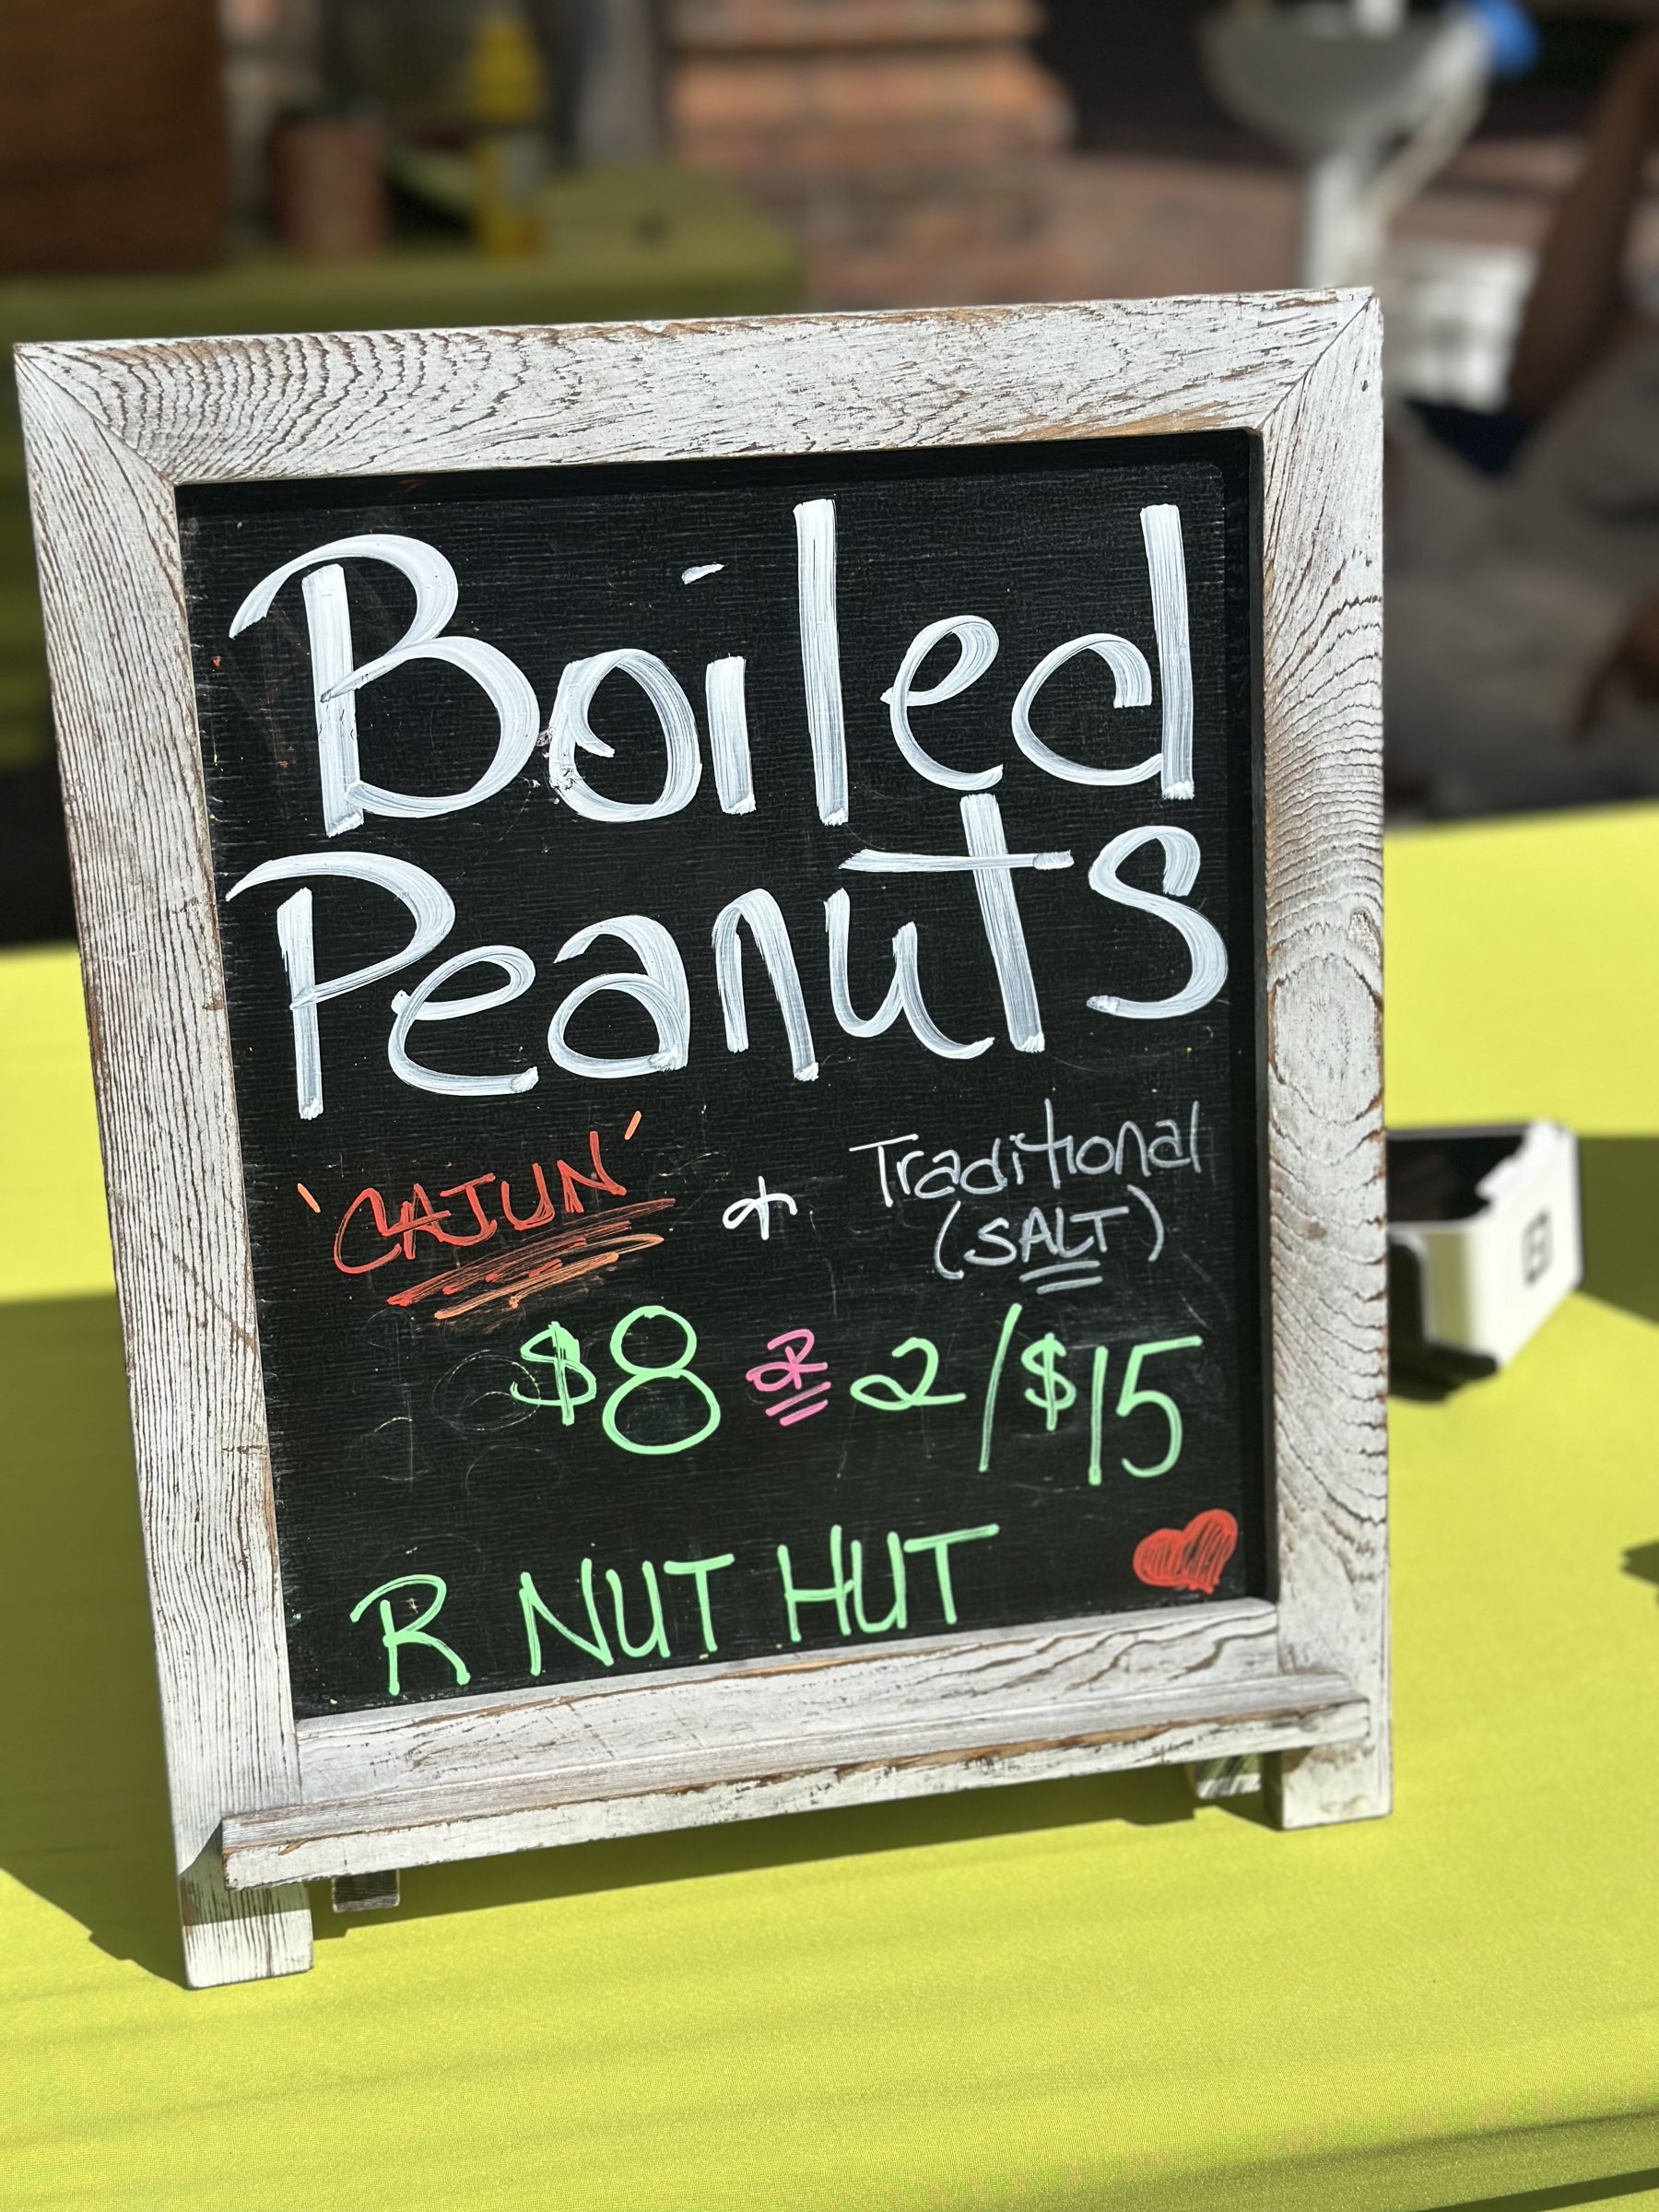 Boiled
Peanuts
'CAJUN' + Traditional
(SALT)
$8 OR 2/$15
R NUT HUT